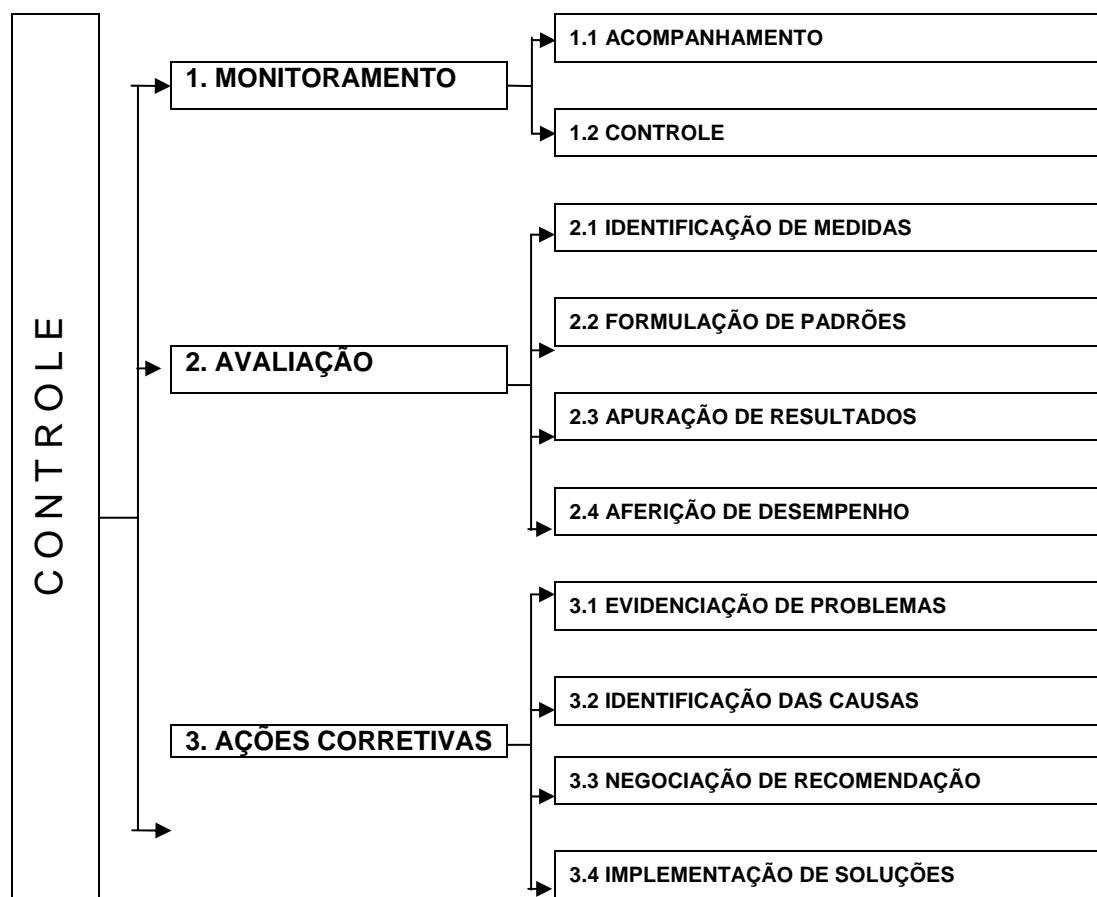 C O N T R O L E
1. MONITORAMENTO
1.1 ACOMPANHAMENTO
1.2 CONTROLE
2. AVALIAÇÃO
2.1 IDENTIFICAÇÃO DE MEDIDAS
2.2 FORMULAÇÃO DE PADRÕES
2.3 APURAÇÃO DE RESULTADOS
2.4 AFERIÇÃO DE DESEMPENHO
3. AÇÕES CORRETIVAS
3.1 EVIDENCIAÇÃO DE PROBLEMAS
3.2 IDENTIFICAÇÃO DAS CAUSAS
3.3 NEGOCIAÇÃO DE RECOMENDAÇÃO
3.4 IMPLEMENTAÇÃO DE SOLUÇÕES